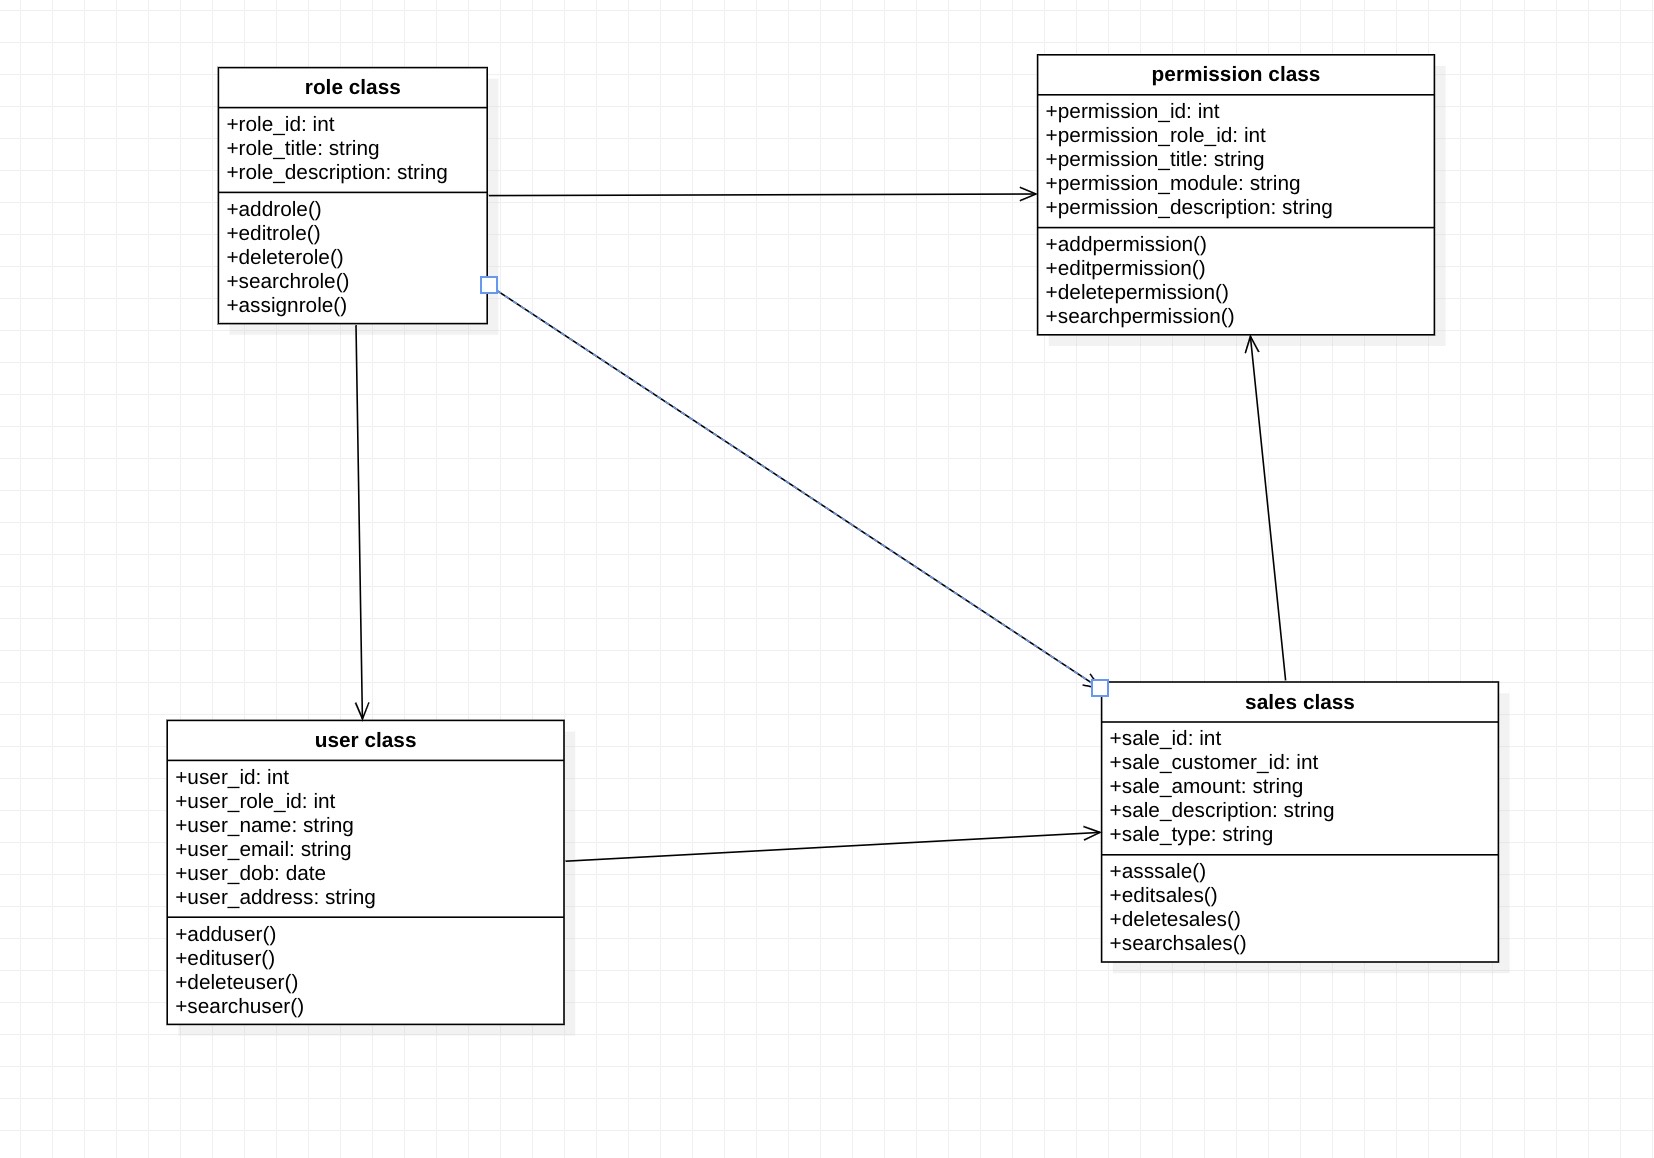 role class
+role_id: int
+role_title: string
+role_description: string
+addrole()
+editrole()
+deleterole()
+searchrole()
+assignrole()
permission class
+permission_id: int
+permission_role_id: int
+permission_title: string
+permission_module: string
+permission_description: string
+addpermission()
+editpermission()
+deletepermission()
+searchpermission()
user class
+user_id: int
+user_role_id: int
+user_name: string
+user_email: string
+user_dob: date
+user_address: string
+adduser()
+edituser()
+deleteuser()
+searchuser()
sales class
+sale_id: int
+sale_customer_id: int
+sale_amount: string
+sale_description: string
+sale_type: string
+asssale()
+editsales()
+deletesales()
+searchsales()